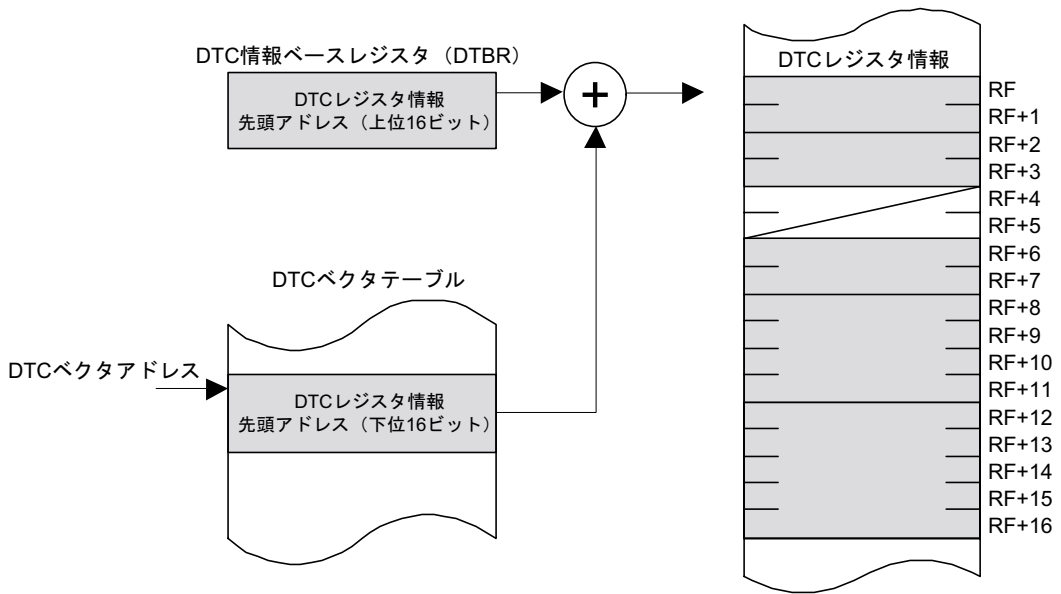 DTC情報ベースレジスタ（DTBR）
DTCレジスタ情報
先頭アドレス（上位16ビット）
+
DTCベクタテーブル
DTCベクタアドレス
DTCレジスタ情報
先頭アドレス（下位16ビット）
DTCレジスタ情報
RF
RF+1
RF+2
RF+3
RF+4
RF+5
RF+6
RF+7
RF+8
RF+9
RF+10
RF+11
RF+12
RF+13
RF+14
RF+15
RF+16